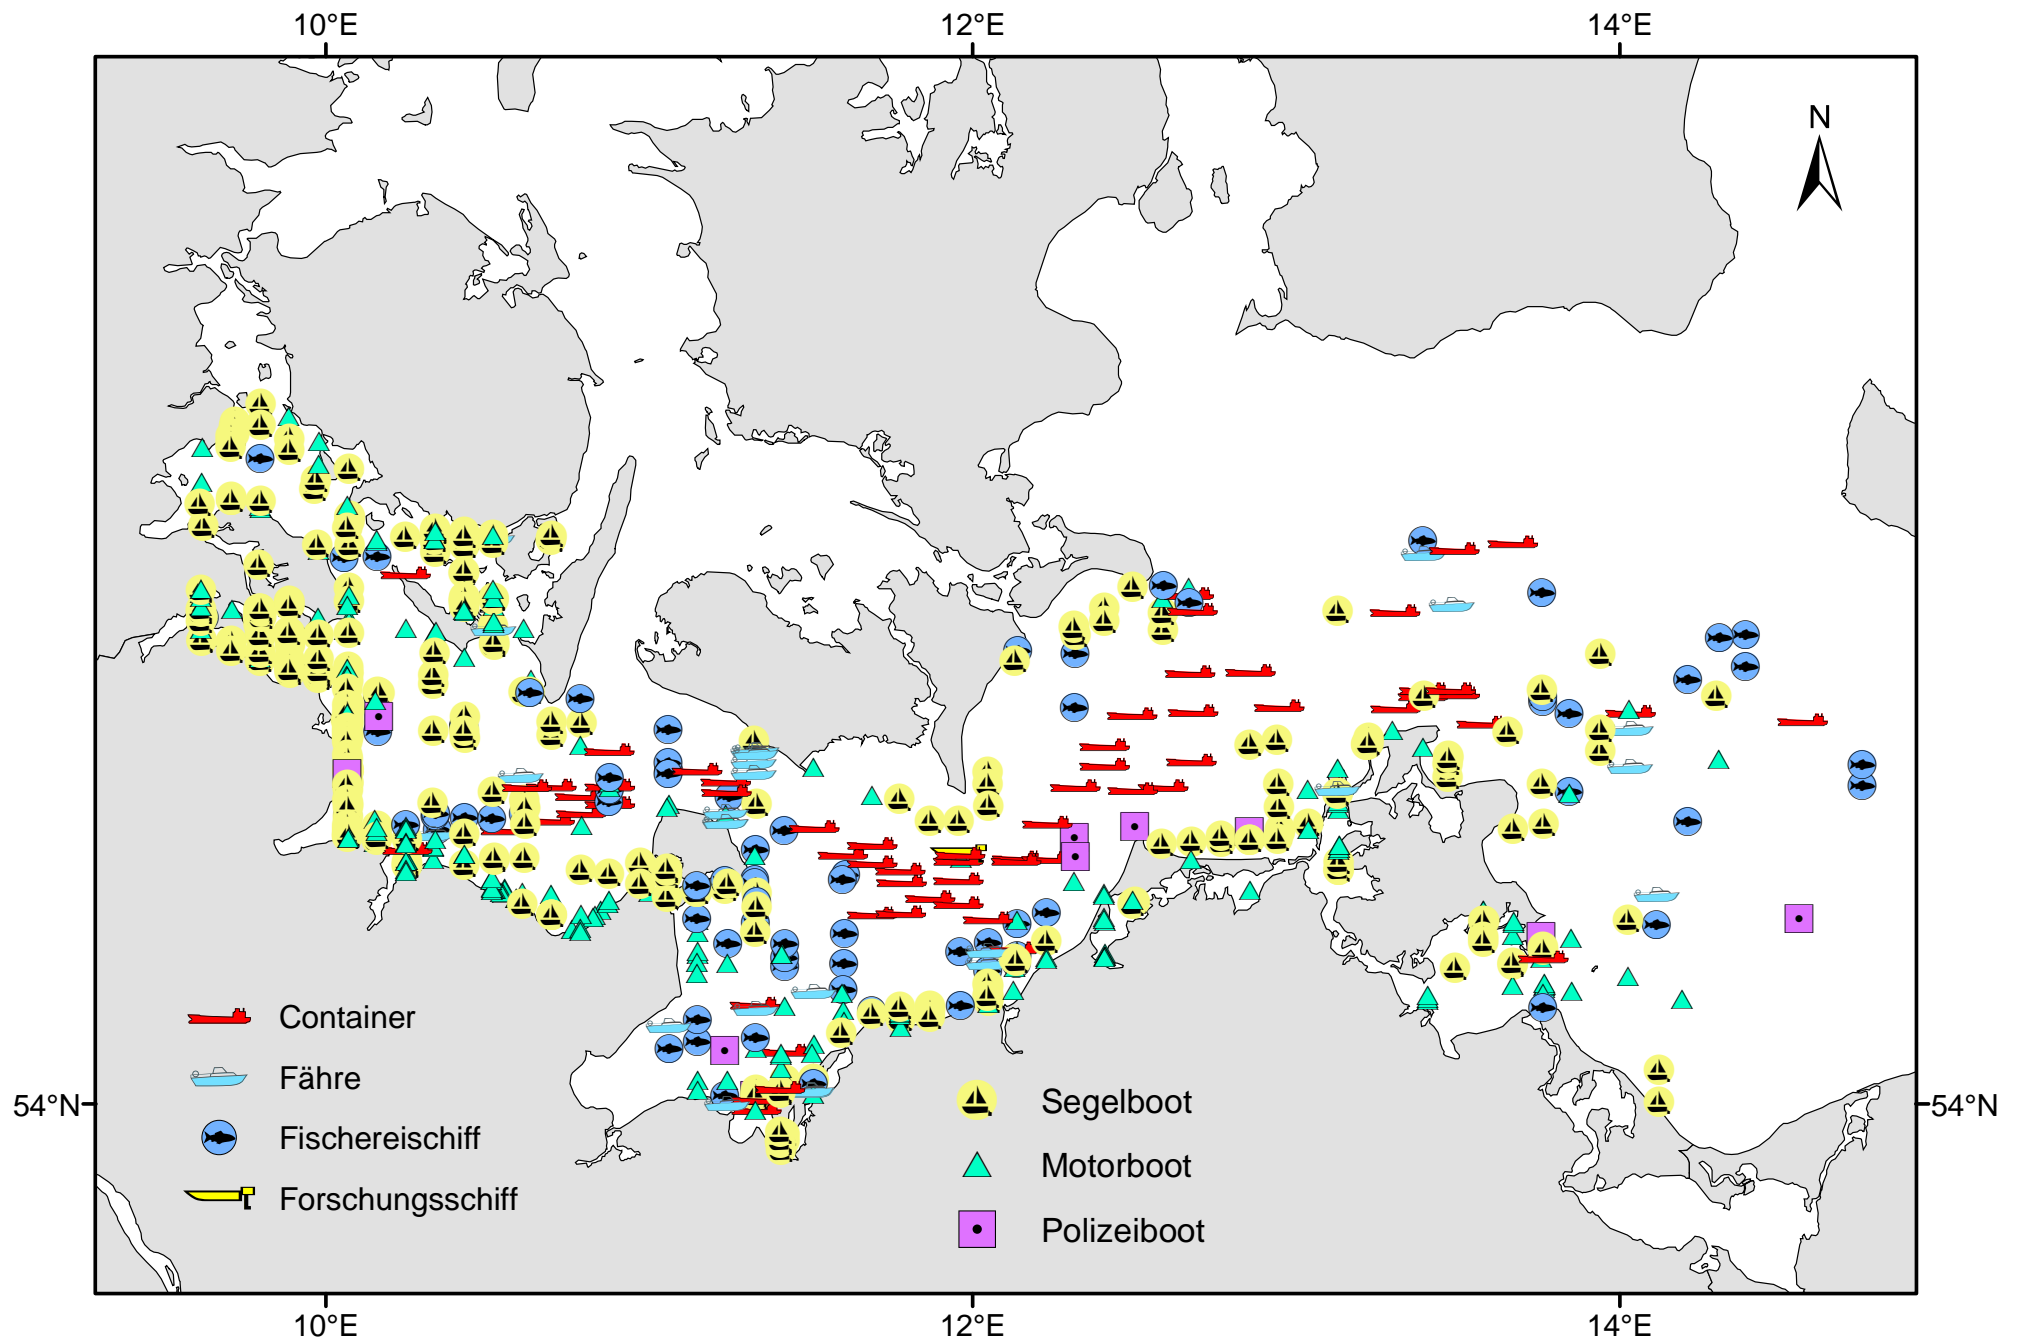 10°E 12°E 14°E
N
Container
Fähre
Fischereischiff
Forschungsschiff
Segelboot
Motorboot
Polizeiboot
54°N 54°N
10°E 12°E 14°E